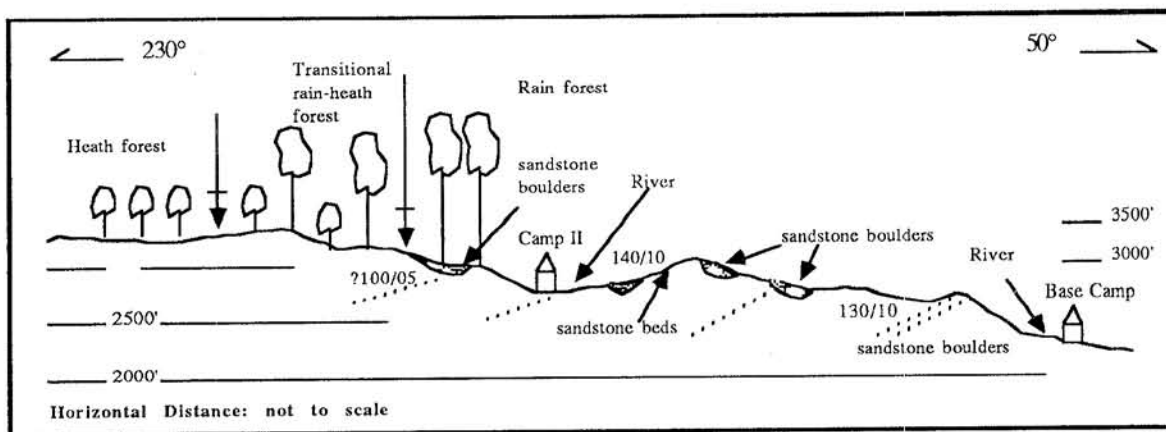 230°
50°
Transitional
rain-heath
forest
Rain forest
Heath forest
sandstone
boulders
River
3500'
Camp II
140/10
sandstone boulders
3000'
River
?100/05
Base Camp
130/10
2500'
sandstone beds
sandstone boulders
2000'
Horizontal Distance: not to scale